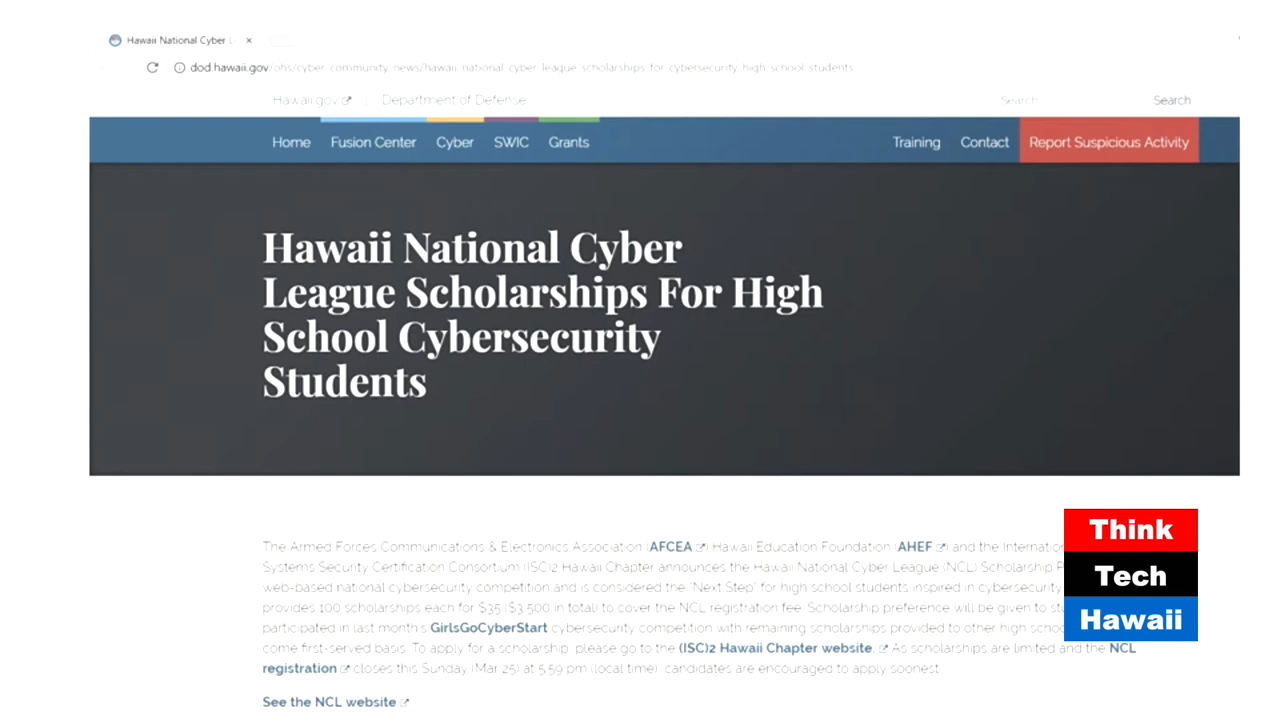 Hawaii National Cyber
dod.hawaii.gov/ohs/cyber-community-news/hawaii-national-cyber-league-scholarships-for-cybersecurity-high-school-students
Hawaii.gov | Department of Defense Search Search
Home Fusion Center Cyber SWIC Grants Training Contact Report Suspicious Activity
Hawaii National Cyber
League Scholarships For High
School Cybersecurity
Students
The Armed Forces Communications & Electronics Association (AFCEA) Hawaii Education Foundation (AHEF) and the
Systems Security Certification Consortium (ISC)2 Hawaii Chapter announces the Hawaii National Cyber League (NCL) Scholarship
web-based national cybersecurity competition and is considered the "Next Step" for high school students inspired in cybersecurity
provides 100 scholarships each for $35 ($3,500 in total) to cover the NCL registration fee. Scholarship preference will be given to
participated in last month's GirlsGoCyberStart cybersecurity competition with remaining scholarships provided to other high
come first-served basis. To apply for a scholarship, please go to the (ISC)2 Hawaii Chapter website. As scholarships are limited and the NCL
registration closes this Sunday (Mar 25) at 5:59 pm (local time), candidates are encouraged to apply soonest
See the NCL website
Think
Tech
Hawaii